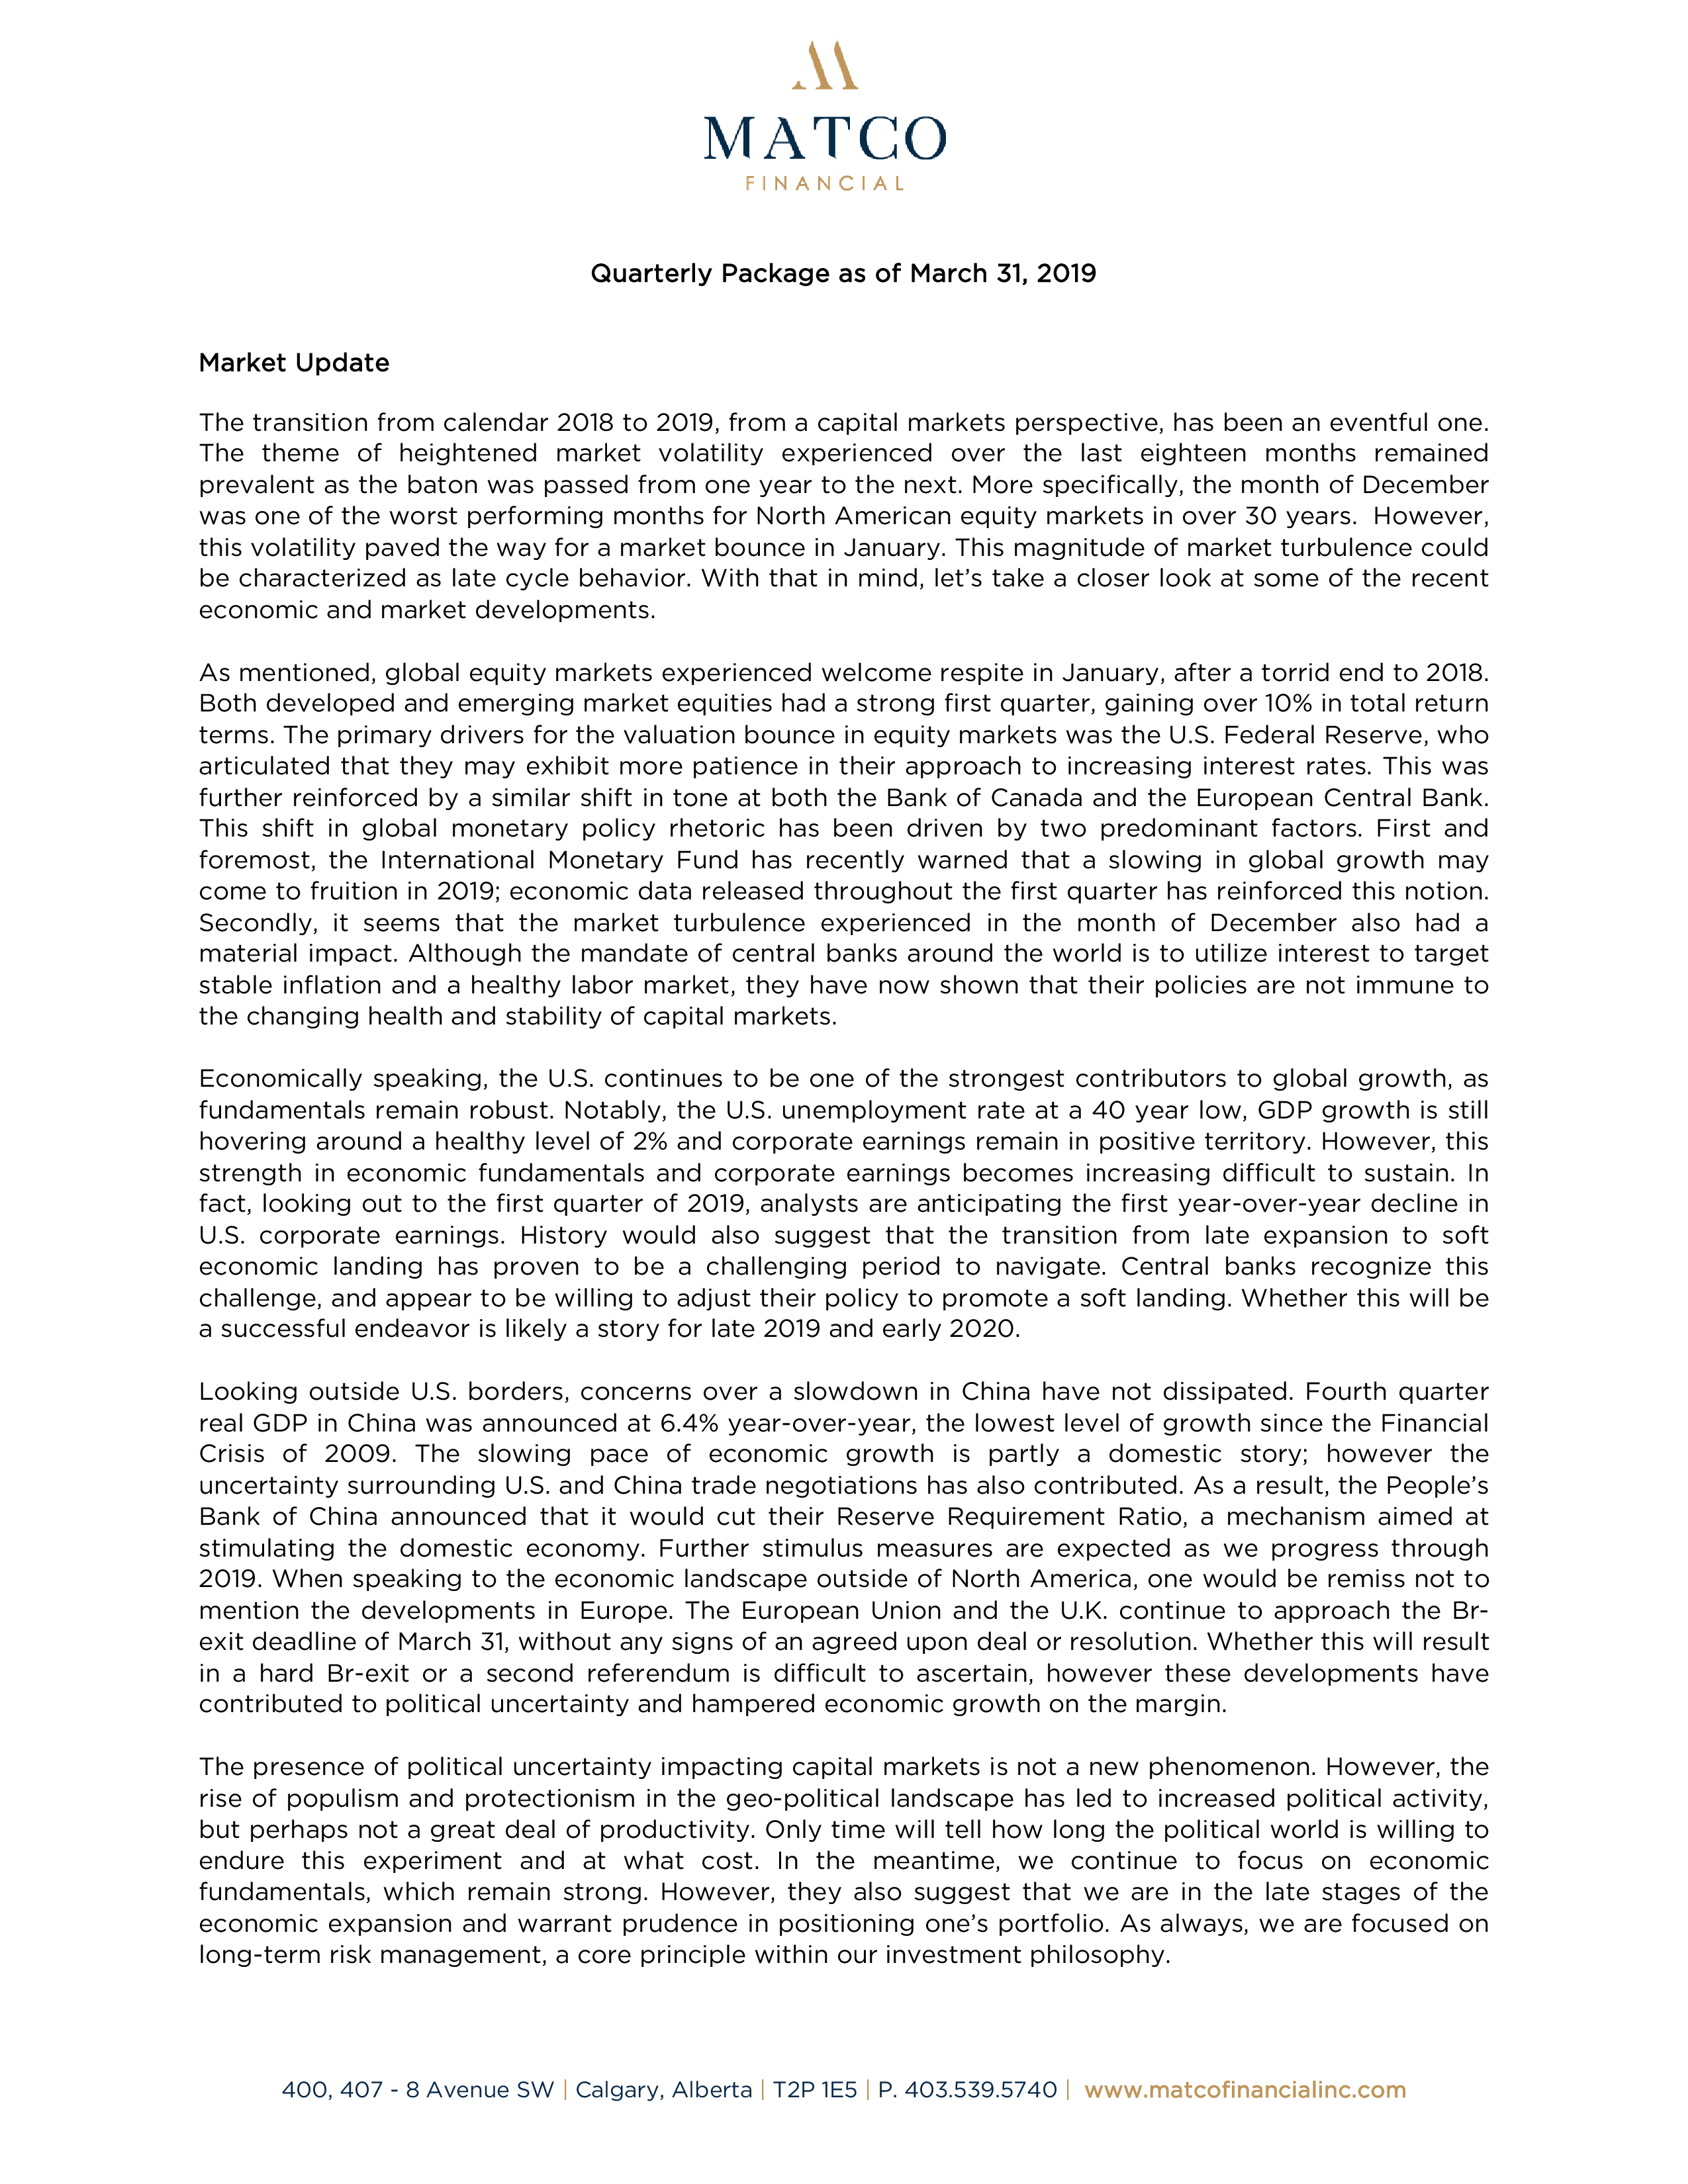 MATCO
FINANCIAL
Quarterly Package as of March 31, 2019
Market Update
The transition from calendar 2018 to 2019, from a capital markets perspective, has been an eventful one.
The theme of heightened market volatility experienced over the last eighteen months remained
prevalent as the baton was passed from one year to the next. More specifically, the month of December
was one of the worst performing months for North American equity markets in over 30 years.  However,
this volatility paved the way for a market bounce in January. This magnitude of market turbulence could
be characterized as late cycle behavior. With that in mind, let’s take a closer look at some of the recent
economic and market developments.
As mentioned, global equity markets experienced welcome respite in January, after a torrid end to 2018.
Both developed and emerging market equities had a strong first quarter, gaining over 10% in total return
terms. The primary drivers for the valuation bounce in equity markets was the U.S. Federal Reserve, who
articulated that they may exhibit more patience in their approach to increasing interest rates. This was
further reinforced by a similar shift in tone at both the Bank of Canada and the European Central Bank.
This shift in global monetary policy rhetoric has been driven by two predominant factors. First and
foremost, the International Monetary Fund has recently warned that a slowing in global growth may
come to fruition in 2019; economic data released throughout the first quarter has reinforced this notion.
Secondly, it seems that the market turbulence experienced in the month of December also had a
material impact. Although the mandate of central banks around the world is to utilize interest to target
stable inflation and a healthy labor market, they have now shown that their policies are not immune to
the changing health and stability of capital markets.
Economically speaking, the U.S. continues to be one of the strongest contributors to global growth, as
fundamentals remain robust. Notably, the U.S. unemployment rate at a 40 year low, GDP growth is still
hovering around a healthy level of 2% and corporate earnings remain in positive territory. However, this
strength in economic fundamentals and corporate earnings becomes increasing difficult to sustain. In
fact, looking out to the first quarter of 2019, analysts are anticipating the first year-over-year decline in
U.S. corporate earnings. History would also suggest that the transition from late expansion to soft
economic landing has proven to be a challenging period to navigate. Central banks recognize this
challenge, and appear to be willing to adjust their policy to promote a soft landing. Whether this will be
a successful endeavor is likely a story for late 2019 and early 2020.
Looking outside U.S. borders, concerns over a slowdown in China have not dissipated. Fourth quarter
real GDP in China was announced at 6.4% year-over-year, the lowest level of growth since the Financial
Crisis of 2009. The slowing pace of economic growth is partly a domestic story; however the
uncertainty surrounding U.S. and China trade negotiations has also contributed. As a result, the People’s
Bank of China announced that it would cut their Reserve Requirement Ratio, a mechanism aimed at
stimulating the domestic economy. Further stimulus measures are expected as we progress through
2019. When speaking to the economic landscape outside of North America, one would be remiss not to
mention the developments in Europe. The European Union and the U.K. continue to approach the Br-
exit deadline of March 31, without any signs of an agreed upon deal or resolution. Whether this will result
in a hard Br-exit or a second referendum is difficult to ascertain, however these developments have
contributed to political uncertainty and hampered economic growth on the margin.
The presence of political uncertainty impacting capital markets is not a new phenomenon. However, the
rise of populism and protectionism in the geo-political landscape has led to increased political activity,
but perhaps not a great deal of productivity. Only time will tell how long the political world is willing to
endure this experiment and at what cost. In the meantime, we continue to focus on economic
fundamentals, which remain strong. However, they also suggest that we are in the late stages of the
economic expansion and warrant prudence in positioning one’s portfolio. As always, we are focused on
long-term risk management, a core principle within our investment philosophy.
400, 407 - 8 Avenue SW | Calgary, Alberta | T2P 1E5 | P. 403.539.5740 | www.matcofinancialinc.com